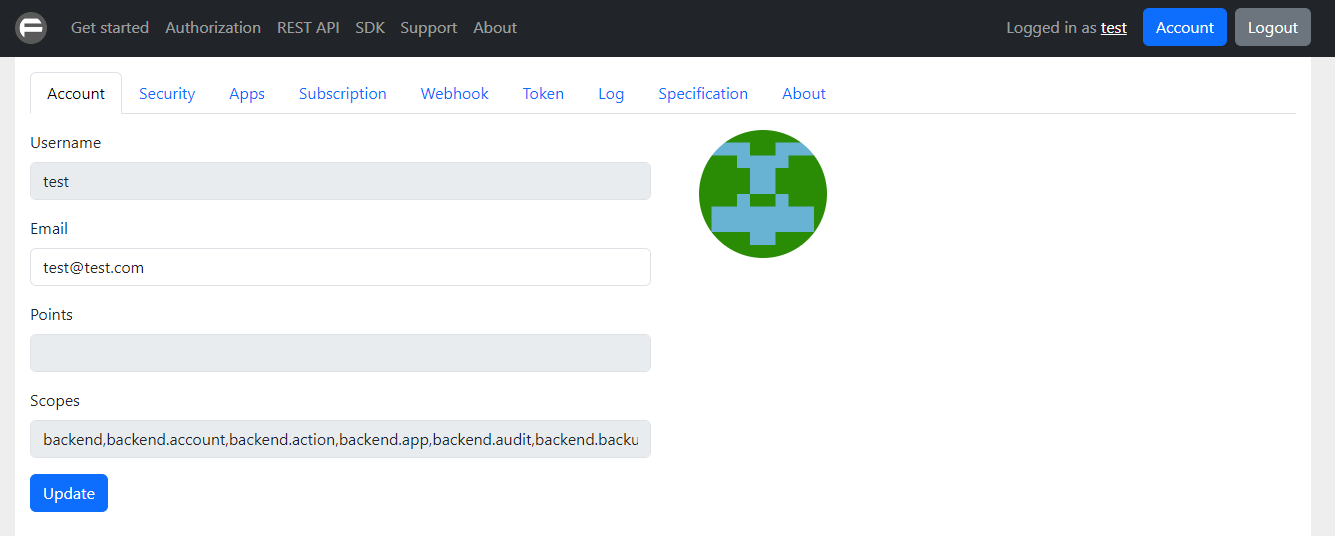 Get started Authorization REST API SDK Support About Logged in as test Account Logout
Account Security Apps Subscription Webhook Token Log Specification About
Username
test
Email
test@test.com
Points
Scopes
backend,backend.account,backend.action,backend.app,backend.audit,backend.backu
Update